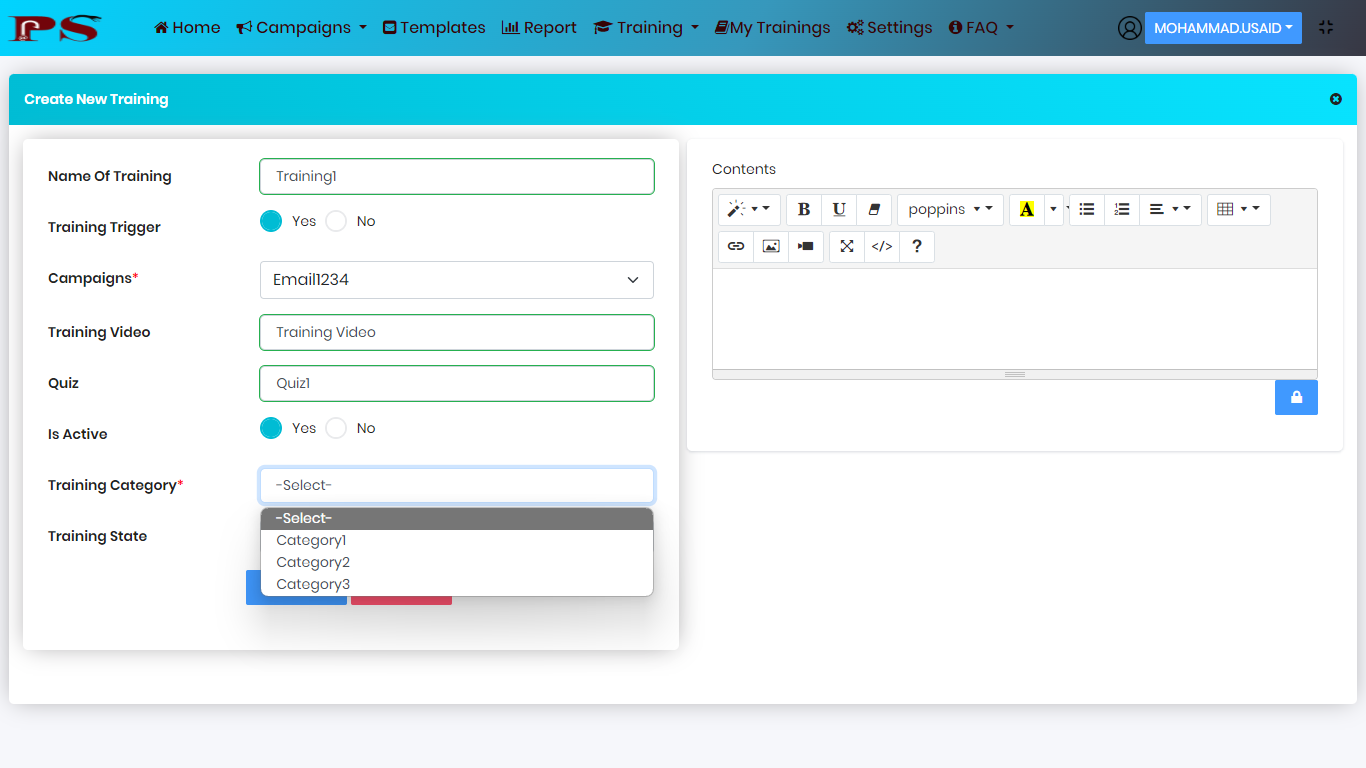 PS
Home Campaigns Templates Report Training My Trainings Settings FAQ MOHAMMAD.USAID
Create New Training
Name Of Training Training1
Training Trigger Yes No
Campaigns* Email1234
Training Video Training Video
Quiz Quiz1
Is Active Yes No
Training Category* -Select-
-Select-
Category1
Category2
Category3
Training State
Contents
B U poppins A
</> ?